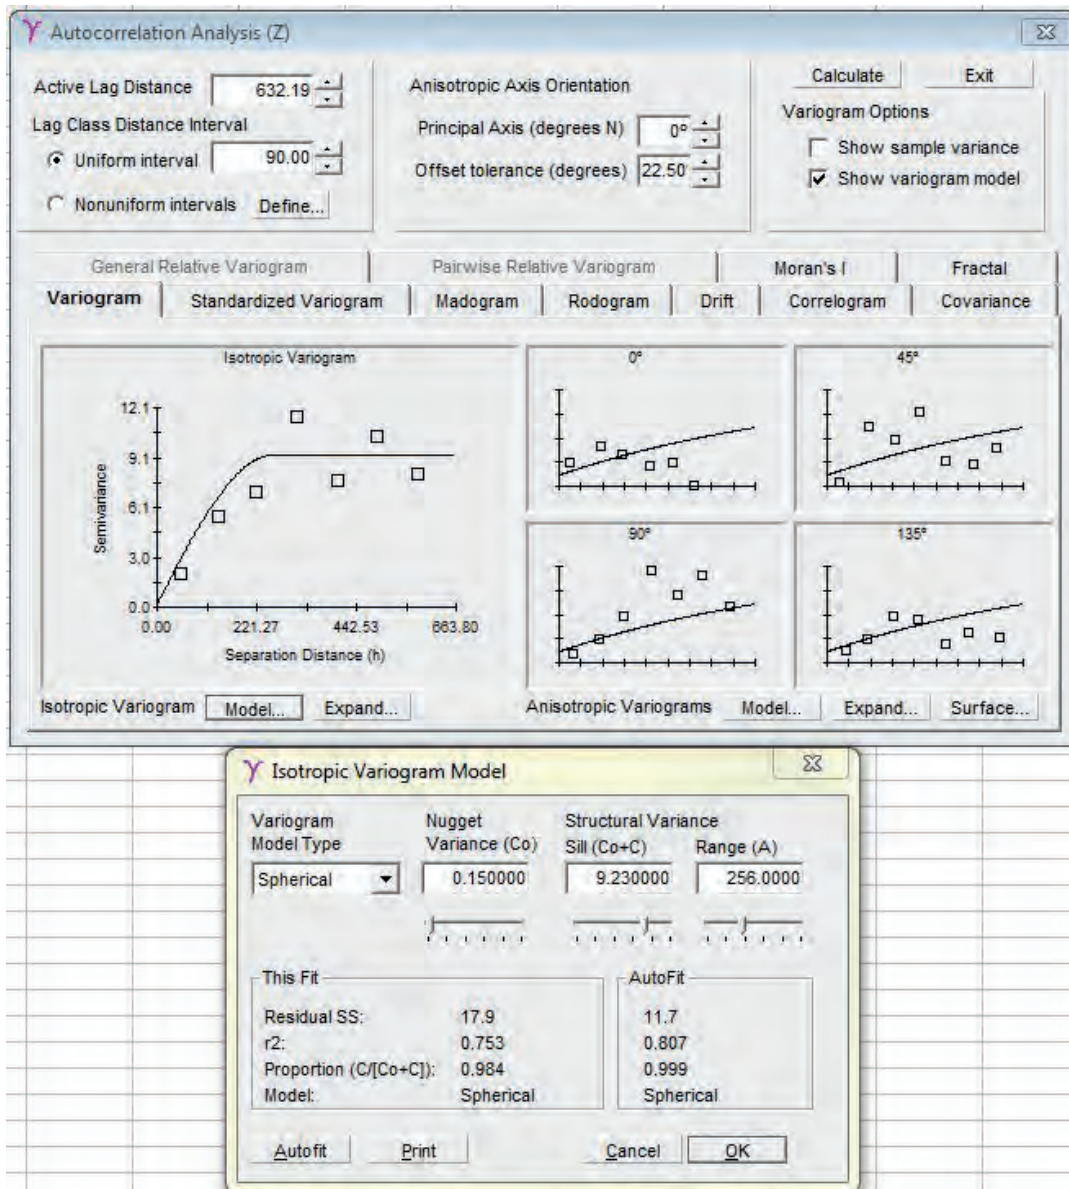 Autocorrelation Analysis (Z)
Active Lag Distance 632.19
Lag Class Distance Interval
Uniform interval 90.00
Nonuniform intervals Define...
Anisotropic Axis Orientation
Principal Axis (degrees N) 0°
Offset tolerance (degrees) 22.50
Calculate Exit
Variogram Options
Show sample variance
Show variogram model
General Relative Variogram Pairwise Relative Variogram Moran's I Fractal
Variogram Standardized Variogram Madogram Rodogram Drift Correlogram Covariance
Isotropic Variogram
12.1
9.1
6.1
3.0
0.0
Semivariance
0.00 221.27 442.53 663.80
Separation Distance (h)
0° 45°
90° 135°
Isotropic Variogram Model... Expand...
Anisotropic Variograms Model... Expand... Surface...
Isotropic Variogram Model
Variogram Nugget Structural Variance
Model Type Variance (Co) Sill (Co+C) Range (A)
Spherical 0.150000 9.230000 256.0000
This Fit AutoFit
Residual SS: 17.9 11.7
r2: 0.753 0.807
Proportion (C/[Co+C]): 0.984 0.999
Model: Spherical Spherical
Autofit Print Cancel OK